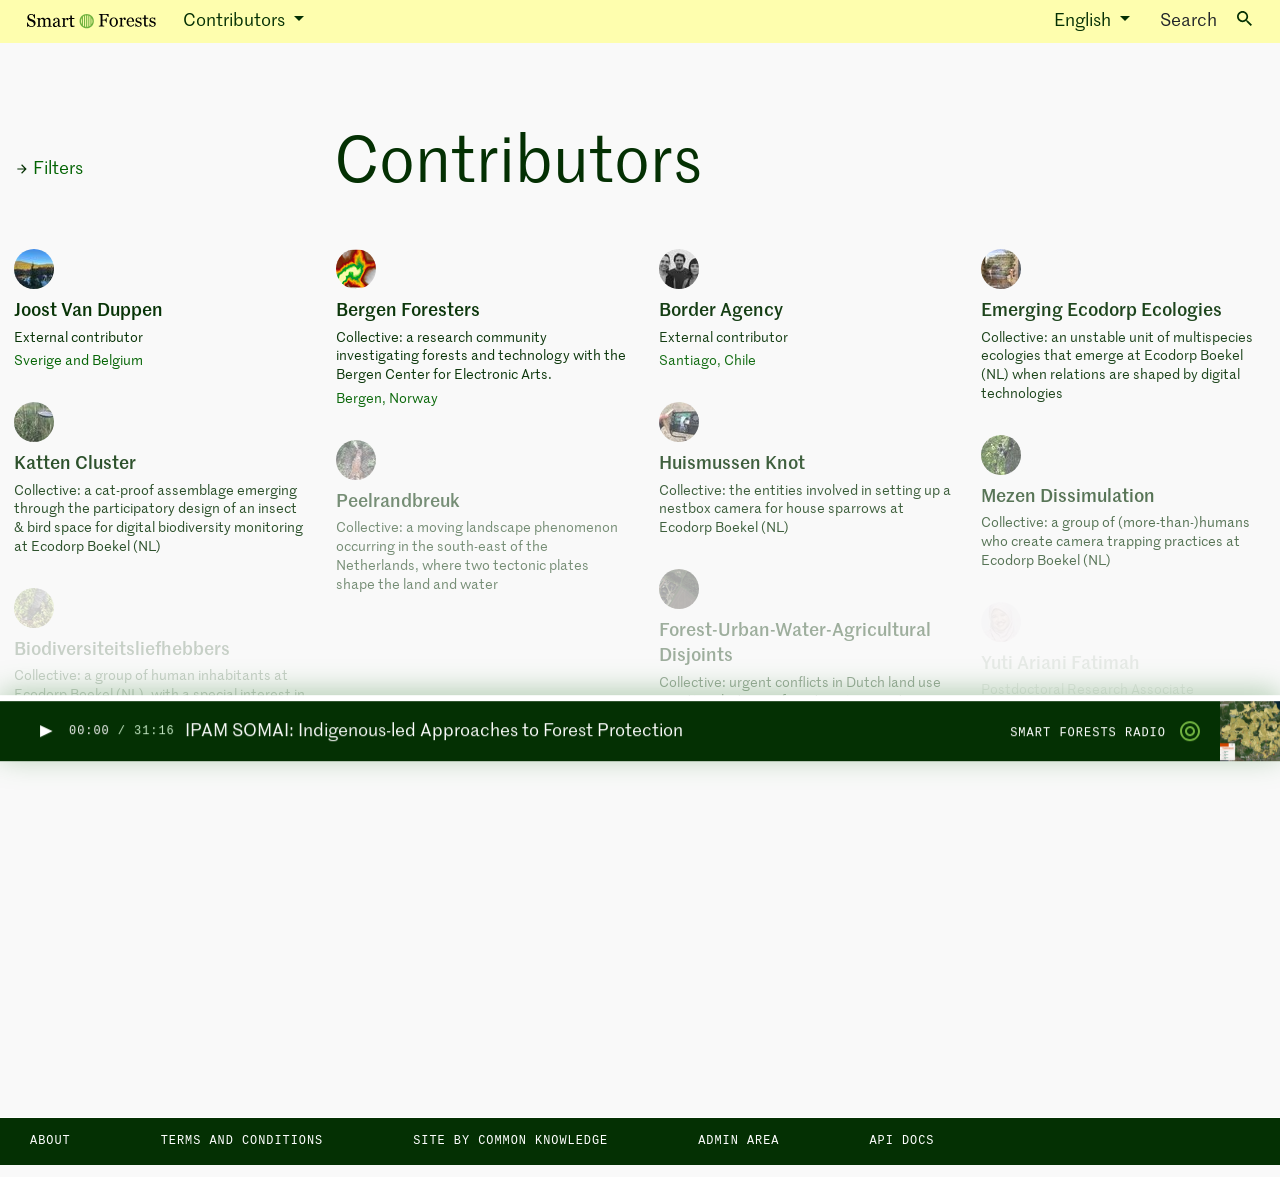 Smart Forests
Contributors
English
Search
Filters
Contributors
Joost Van Duppen
External contributor
Sverige and Belgium
Bergen Foresters
Collective: a research community
investigating forests and technology with the
Bergen Center for Electronic Arts.
Bergen, Norway
Border Agency
External contributor
Santiago, Chile
Emerging Ecodorp Ecologies
Collective: an unstable unit of multispecies
ecologies that emerge at Ecodorp Boekel
(NL) when relations are shaped by digital
technologies
Katten Cluster
Collective: a cat-proof assemblage emerging
through the participatory design of an insect
& bird space for digital biodiversity monitoring
at Ecodorp Boekel (NL)
Peelrandbreuk
Collective: a moving landscape phenomenon
occurring in the south-east of the
Netherlands, where two tectonic plates
shape the land and water
Huismussen Knot
Collective: the entities involved in setting up a
nestbox camera for house sparrows at
Ecodorp Boekel (NL)
Mezen Dissimulation
Collective: a group of (more-than-)humans
who create camera trapping practices at
Ecodorp Boekel (NL)
Biodiversiteitsliefhebbers
Collective: a group of human inhabitants at
Ecodorp Boekel (NL), with a special interest in
Forest-Urban-Water-Agricultural
Disjoints
Collective: urgent conflicts in Dutch land use
Yuti Ariani Fatimah
Postdoctoral Research Associate
00:00 / 31:16
IPAM SOMAI: Indigenous-led Approaches to Forest Protection
SMART FORESTS RADIO
ABOUT
TERMS AND CONDITIONS
SITE BY COMMON KNOWLEDGE
ADMIN AREA
API DOCS